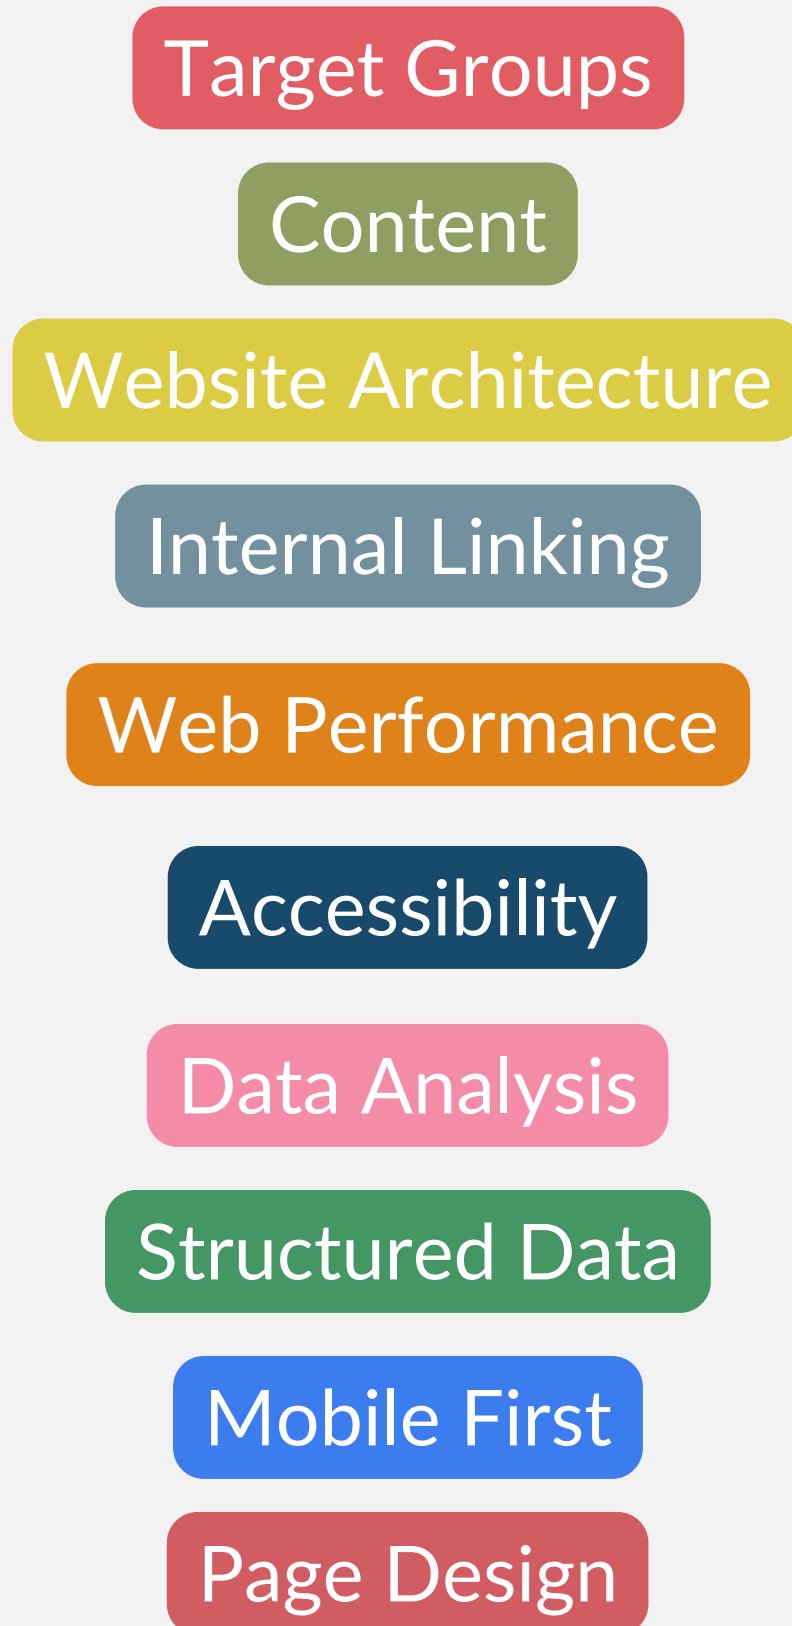 Target Groups
Content
Website Architecture
Internal Linking
Web Performance
Accessibility
Data Analysis
Structured Data
Mobile First
Page Design